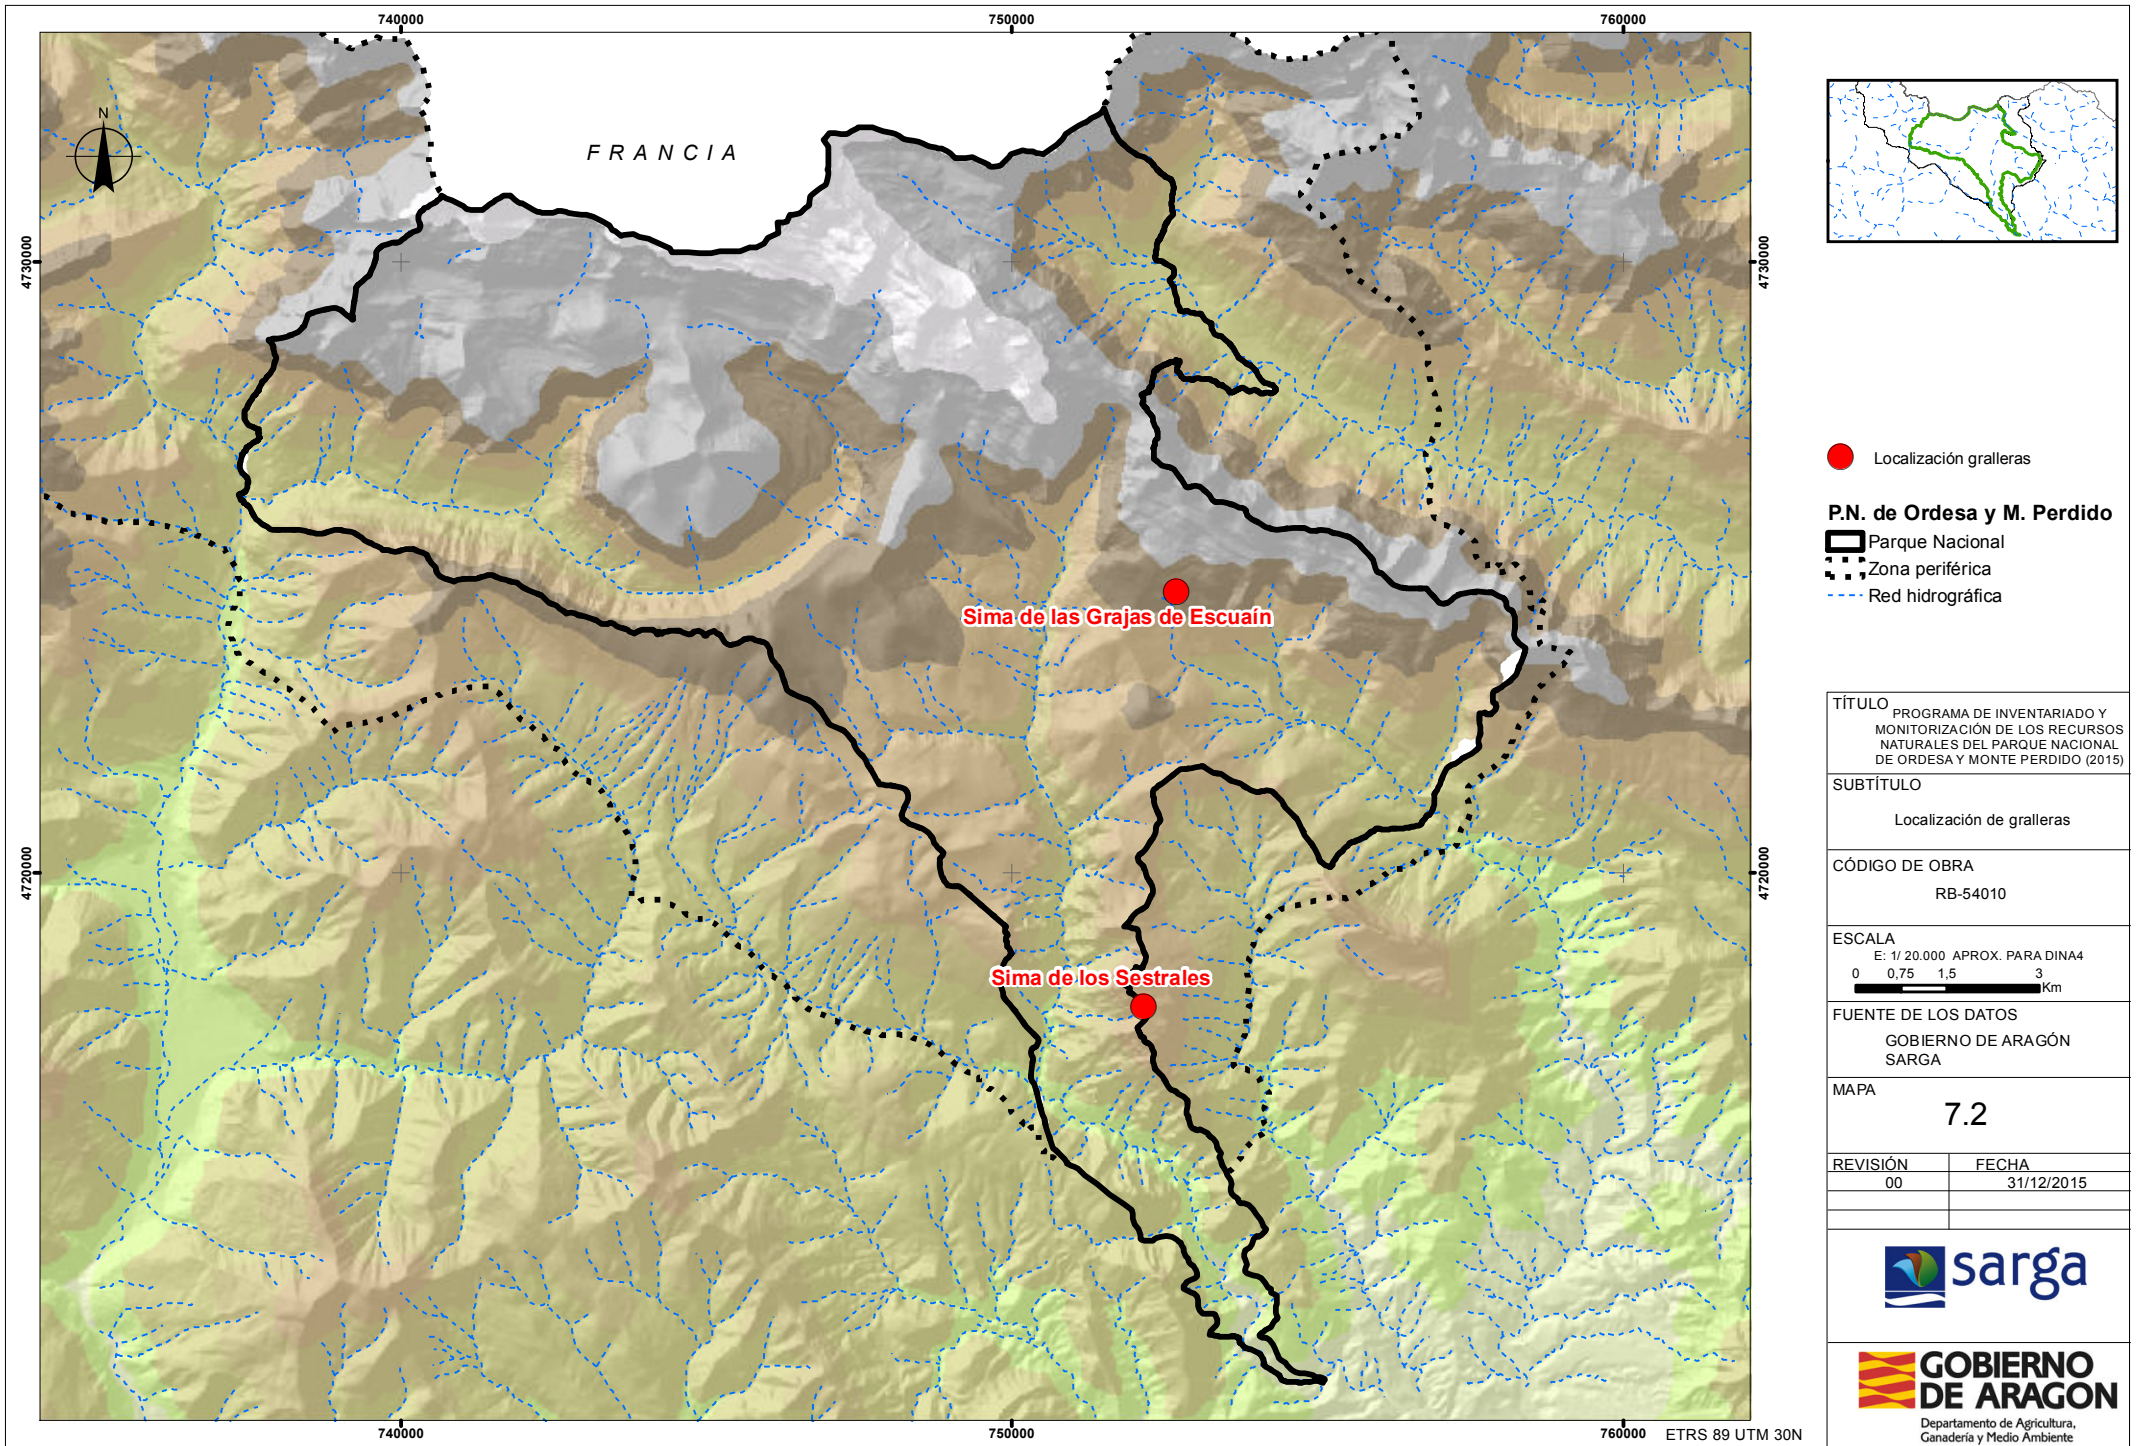 740000
750000
760000
N
FRANCIA
4730000
4730000
Sima de las Grajas de Escuaín
4720000
4720000
Sima de los Sestrales
740000
750000
760000
ETRS 89 UTM 30N
Localización gralleras
P.N. de Ordesa y M. Perdido
Parque Nacional
Zona periférica
Red hidrográfica
TÍTULO
PROGRAMA DE INVENTARIADO Y
MONITORIZACIÓN DE LOS RECURSOS
NATURALES DEL PARQUE NACIONAL
DE ORDESA Y MONTE PERDIDO (2015)
SUBTÍTULO
Localización de gralleras
CÓDIGO DE OBRA
RB-54010
ESCALA
E: 1/ 20.000 APROX. PARA DINA4
0 0,75 1,5 3
Km
FUENTE DE LOS DATOS
GOBIERNO DE ARAGÓN
SARGA
MAPA
7.2
REVISIÓN FECHA
00 31/12/2015
sarga
GOBIERNO
DE ARAGON
Departamento de Agricultura,
Ganadería y Medio Ambiente